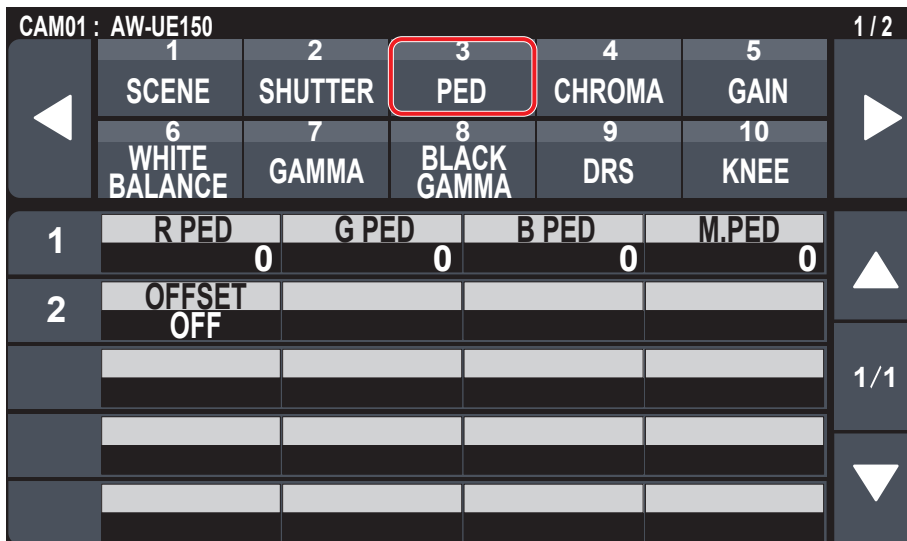 CAM01 : AW-UE150 1 / 2
1 2 3 4 5
SCENE SHUTTER PED CHROMA GAIN
6 7 8 9 10
WHITE BALANCE GAMMA BLACK GAMMA DRS KNEE
1 R PED G PED B PED M.PED
0 0 0 0
2 OFFSET
OFF
1/1